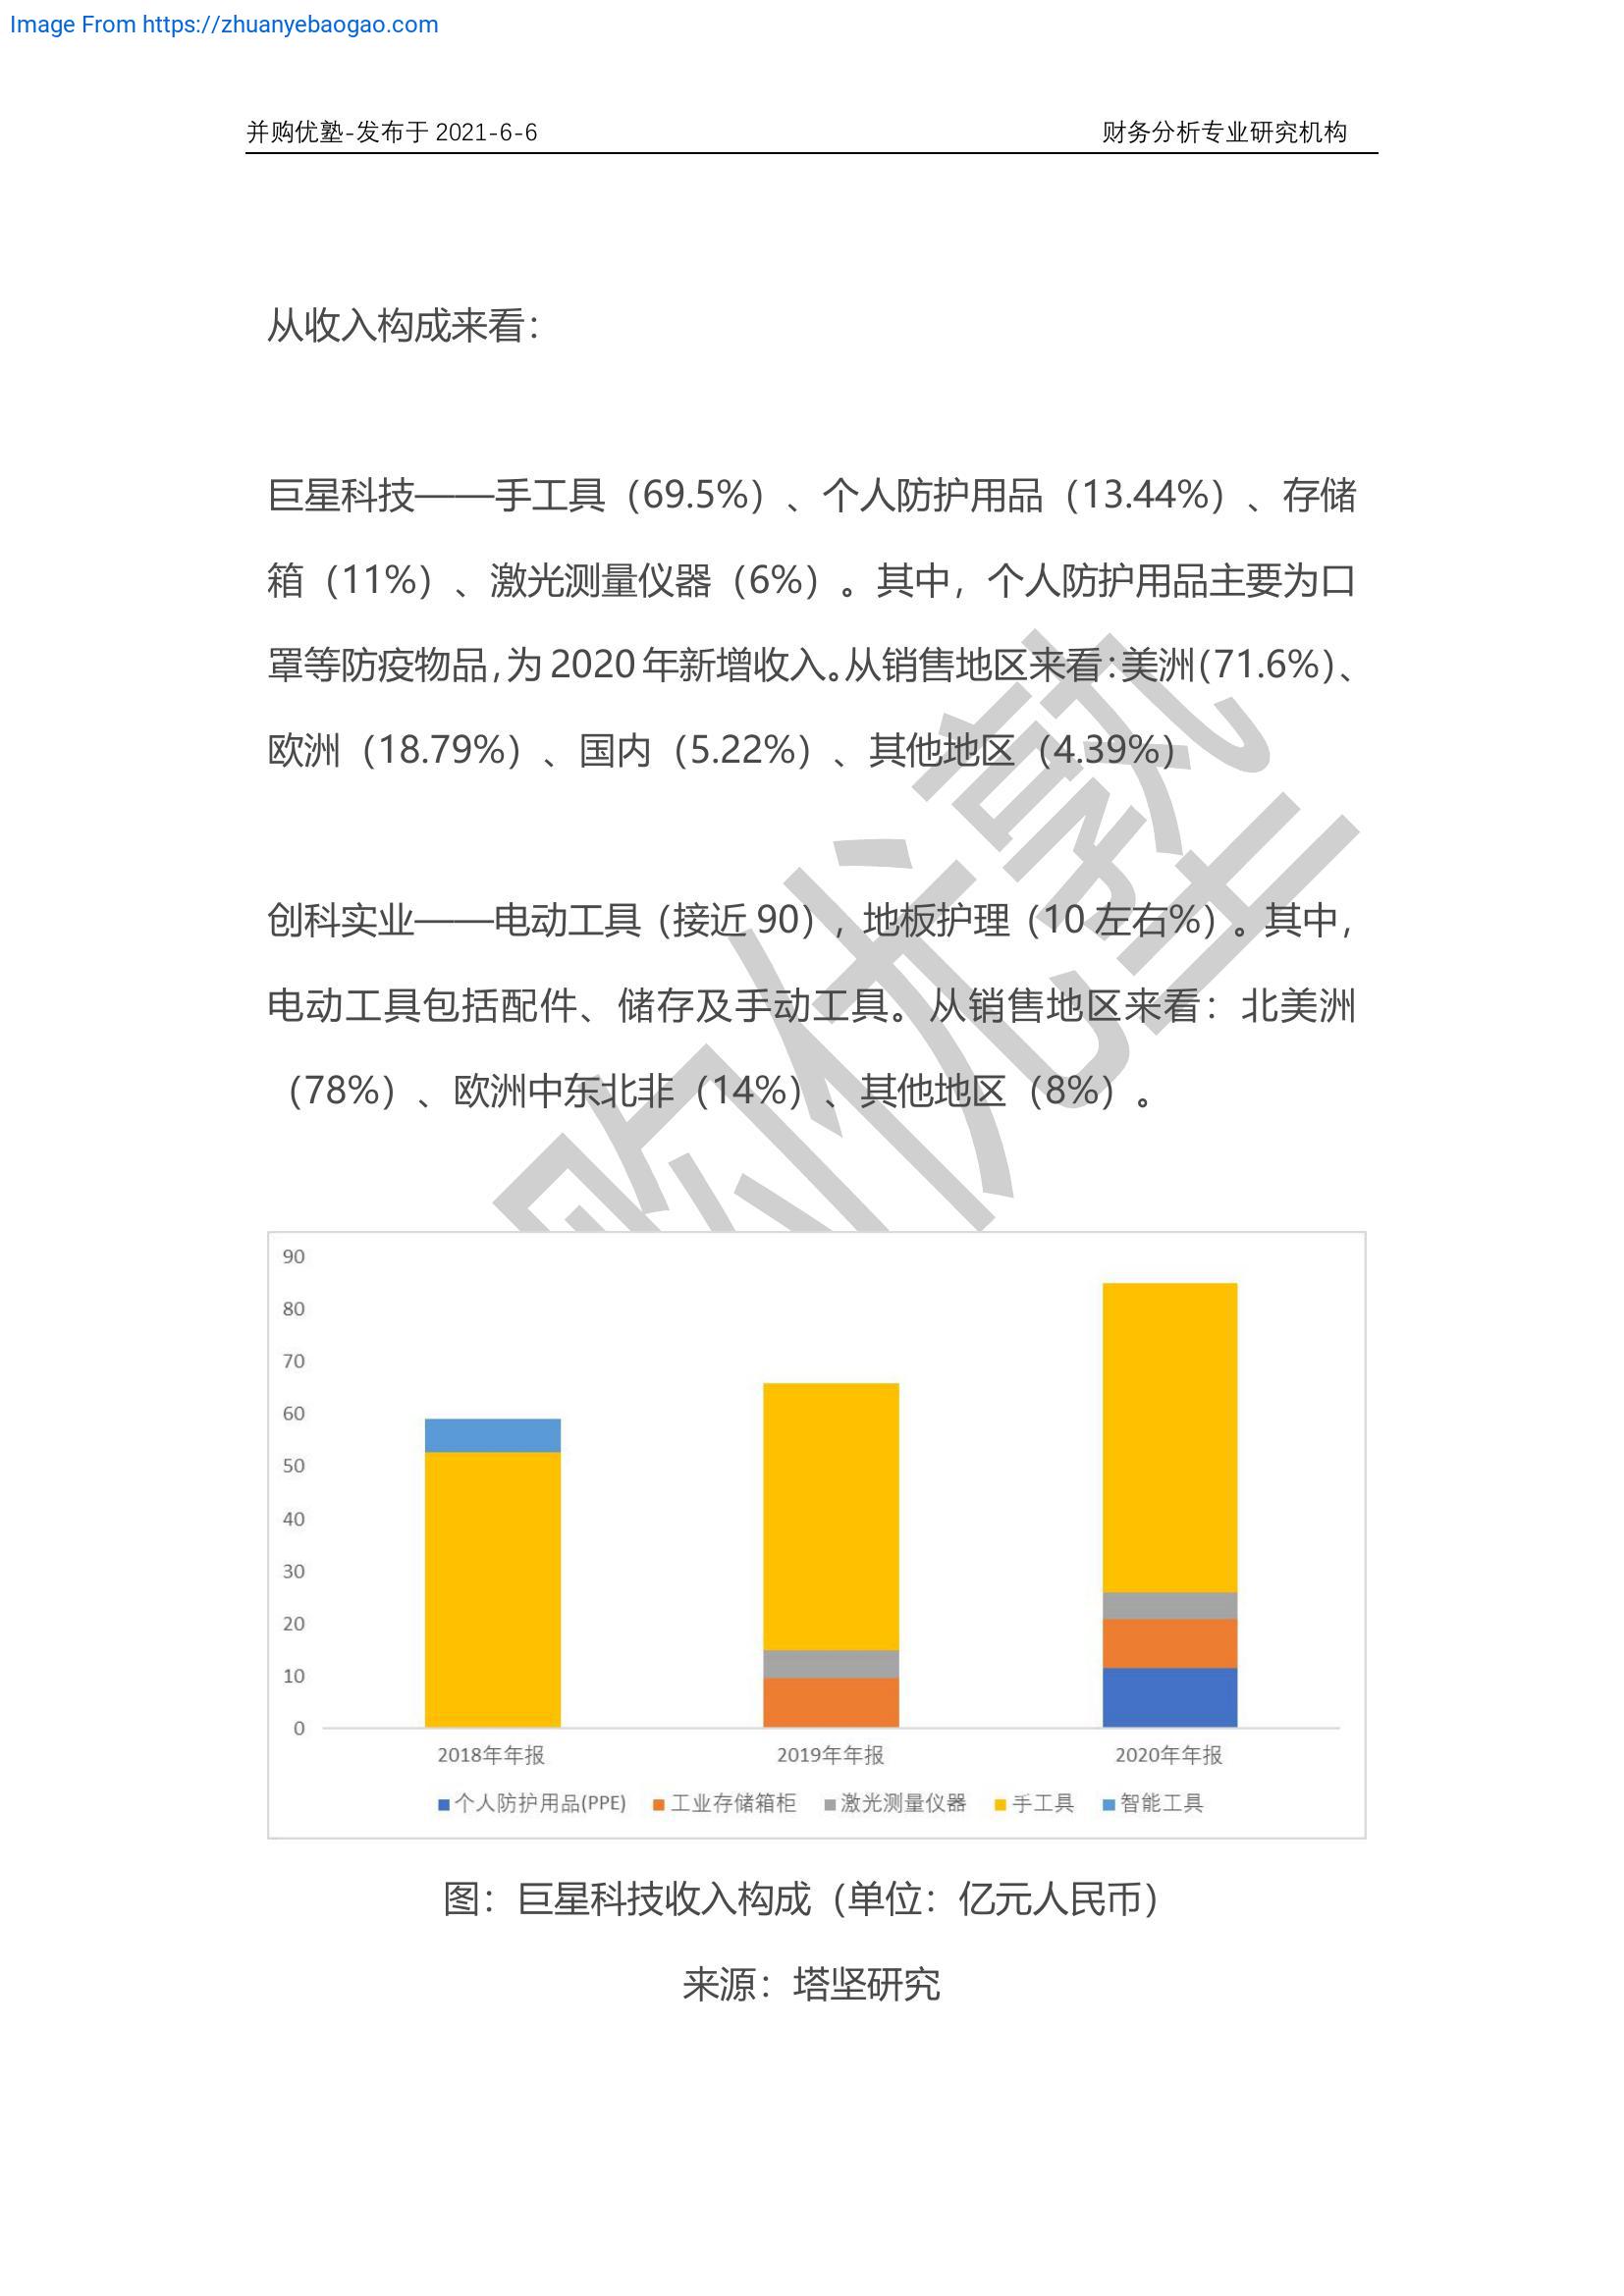 Image From https://zhuanyebaogao.com
并购优塾-发布于 2021-6-6 财务分析专业研究机构
从收入构成来看：
巨星科技——手工具（69.5%）、个人防护用品（13.44%）、存储
箱（11%）、激光测量仪器（6%）。其中，个人防护用品主要为口
罩等防疫物品，为 2020 年新增收入。从销售地区来看：美洲（71.6%）、
欧洲（18.79%）、国内（5.22%）、其他地区（4.39%）
创科实业——电动工具（接近 90），地板护理（10 左右%）。其中，
电动工具包括配件、储存及手动工具。从销售地区来看：北美洲
（78%）、欧洲中东北非（14%）、其他地区（8%）。
购优塾
90
80
70
60
50
40
30
20
10
0
2018年年报 2019年年报 2020年年报
个人防护用品(PPE) 工业存储箱柜 激光测量仪器 手工具 智能工具
图：巨星科技收入构成（单位：亿元人民币）
来源：塔坚研究